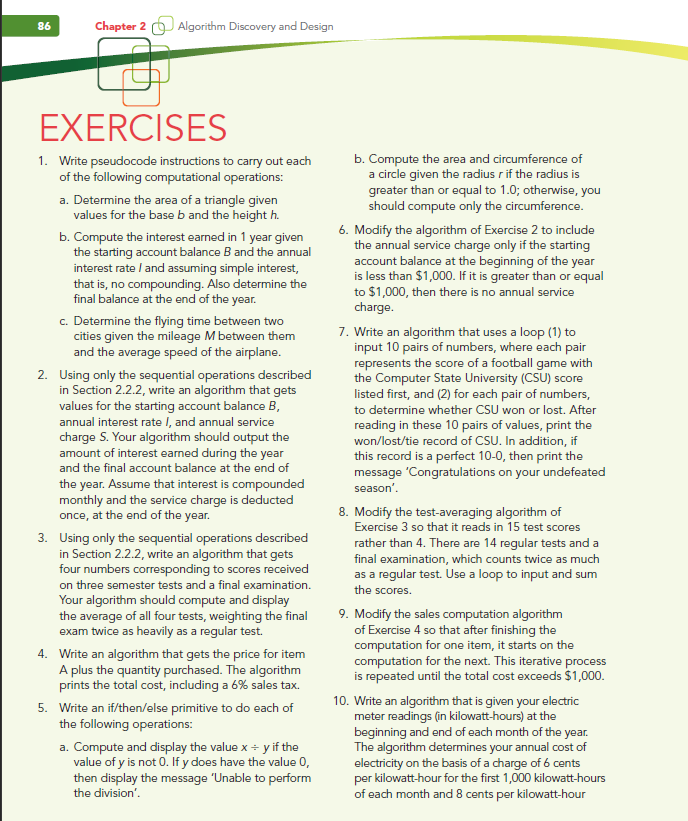 86
Chapter 2 Algorithm Discovery and Design
EXERCISES
1. Write pseudocode instructions to carry out each
of the following computational operations:
a. Determine the area of a triangle given
values for the base b and the height h.
b. Compute the interest earned in 1 year given
the starting account balance B and the annual
interest rate I and assuming simple interest,
that is, no compounding. Also determine the
final balance at the end of the year.
c. Determine the flying time between two
cities given the mileage M between them
and the average speed of the airplane.
2. Using only the sequential operations described
in Section 2.2.2, write an algorithm that gets
values for the starting account balance B,
annual interest rate I, and annual service
charge S. Your algorithm should output the
amount of interest earned during the year
and the final account balance at the end of
the year. Assume that interest is compounded
monthly and the service charge is deducted
once, at the end of the year.
3. Using only the sequential operations described
in Section 2.2.2, write an algorithm that gets
four numbers corresponding to scores received
on three semester tests and a final examination.
Your algorithm should compute and display
the average of all four tests, weighting the final
exam twice as heavily as a regular test.
4. Write an algorithm that gets the price for item
A plus the quantity purchased. The algorithm
prints the total cost, including a 6% sales tax.
5. Write an if/then/else primitive to do each of
the following operations:
a. Compute and display the value x ÷ y if the
value of y is not 0. If y does have the value 0,
then display the message 'Unable to perform
the division'.
b. Compute the area and circumference of
a circle given the radius r if the radius is
greater than or equal to 1.0; otherwise, you
should compute only the circumference.
6. Modify the algorithm of Exercise 2 to include
the annual service charge only if the starting
account balance at the beginning of the year
is less than $1,000. If it is greater than or equal
to $1,000, then there is no annual service
charge.
7. Write an algorithm that uses a loop (1) to
input 10 pairs of numbers, where each pair
represents the score of a football game with
the Computer State University (CSU) score
listed first, and (2) for each pair of numbers,
to determine whether CSU won or lost. After
reading in these 10 pairs of values, print the
won/lost/tie record of CSU. In addition, if
this record is a perfect 10-0, then print the
message 'Congratulations on your undefeated
season'.
8. Modify the test-averaging algorithm of
Exercise 3 so that it reads in 15 test scores
rather than 4. There are 14 regular tests and a
final examination, which counts twice as much
as a regular test. Use a loop to input and sum
the scores.
9. Modify the sales computation algorithm
of Exercise 4 so that after finishing the
computation for one item, it starts on the
computation for the next. This iterative process
is repeated until the total cost exceeds $1,000.
10. Write an algorithm that is given your electric
meter readings (in kilowatt-hours) at the
beginning and end of each month of the year.
The algorithm determines your annual cost of
electricity on the basis of a charge of 6 cents
per kilowatt-hour for the first 1,000 kilowatt-hours
of each month and 8 cents per kilowatt-hour